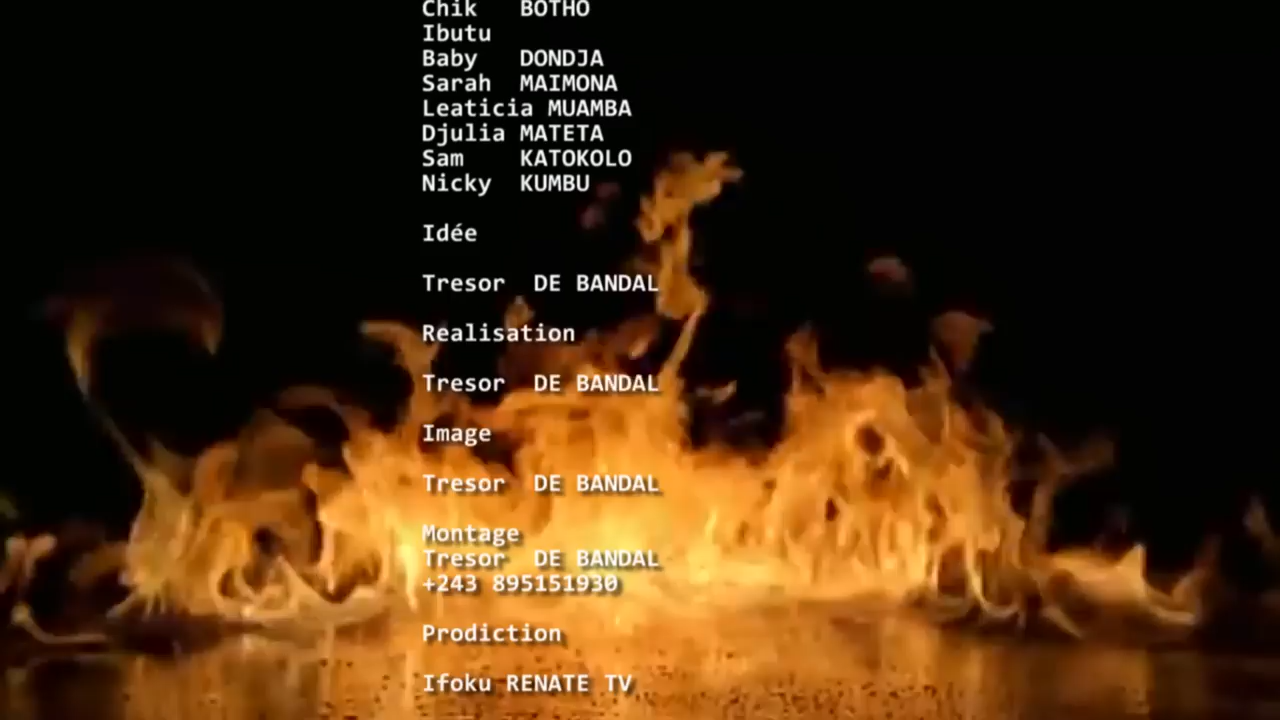 Chik BOTHO
Ibutu
Baby DONDJA
Sarah MAIMONA
Leaticia MUAMBA
Djulia MATETA
Sam KATOKOLO
Nicky KUMBU
Idée
Tresor DE BANDAL
Realisation
Tresor DE BANDAL
Image
Tresor DE BANDAL
Montage
Tresor DE BANDAL
+243 895151930
Prodiction
Ifoku RENATE TV